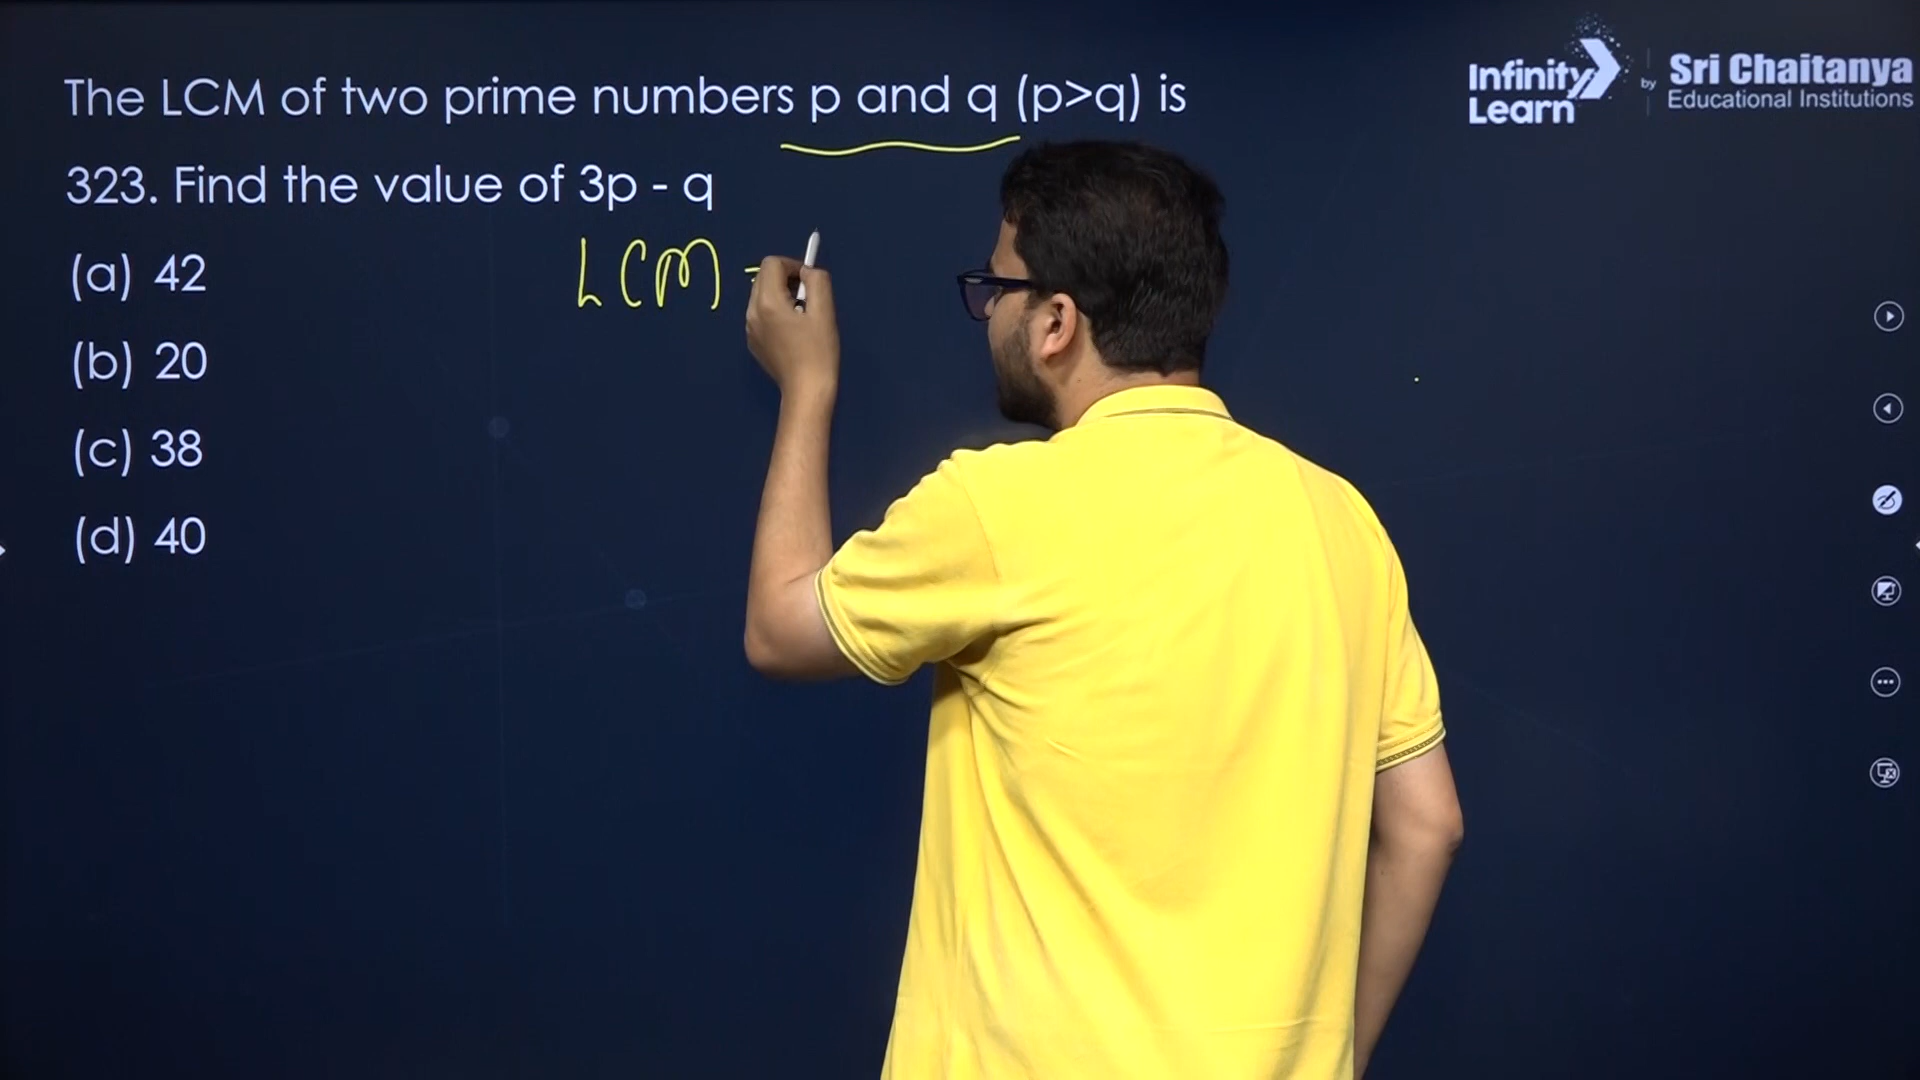 The LCM of two prime numbers p and q (p>q) is
323. Find the value of 3p - q
LCM =
(a) 42
(b) 20
(c) 38
(d) 40
Infinity Learn
by
Sri Chaitanya
Educational Institutions